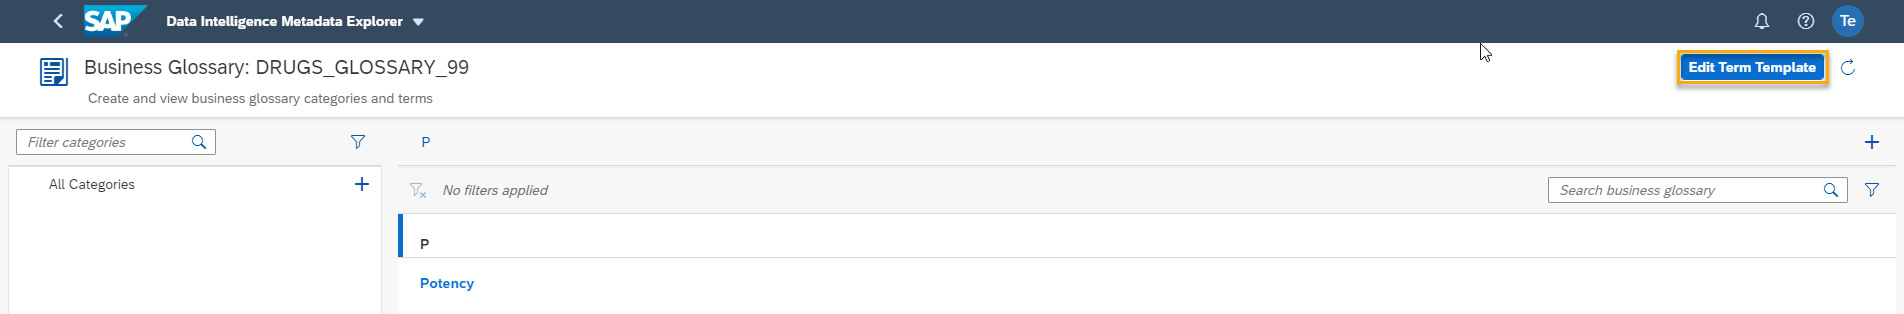 SAP Data Intelligence Metadata Explorer Te
Business Glossary: DRUGS_GLOSSARY_99 Edit Term Template
Create and view business glossary categories and terms
Filter categories P
All Categories No filters applied Search business glossary
P
Potency